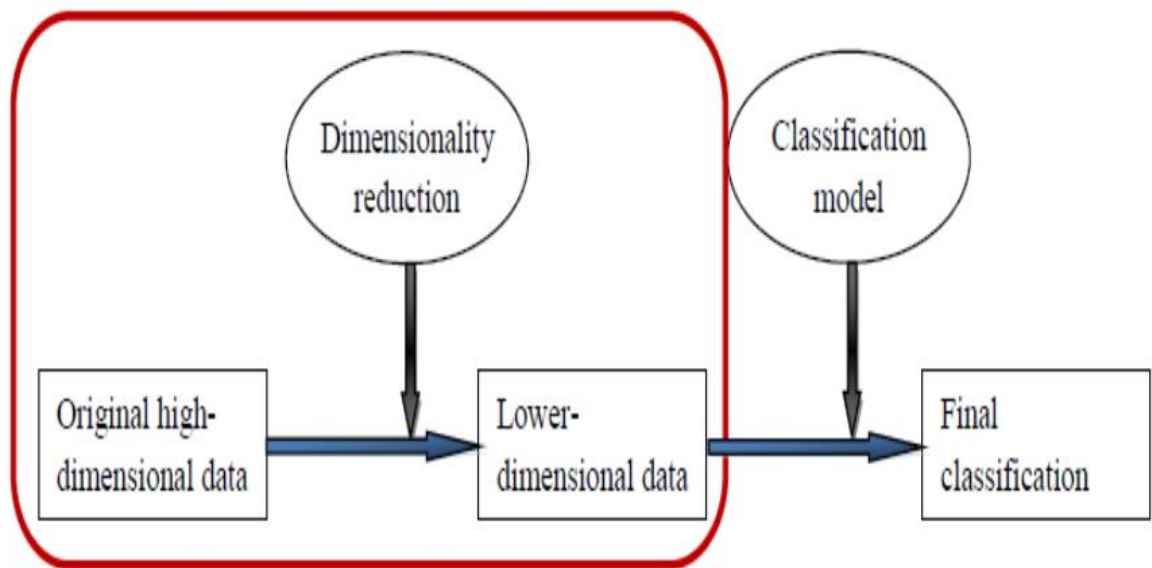 Dimensionality
reduction
Classification
model
Original high-
dimensional data
Lower-
dimensional data
Final
classification